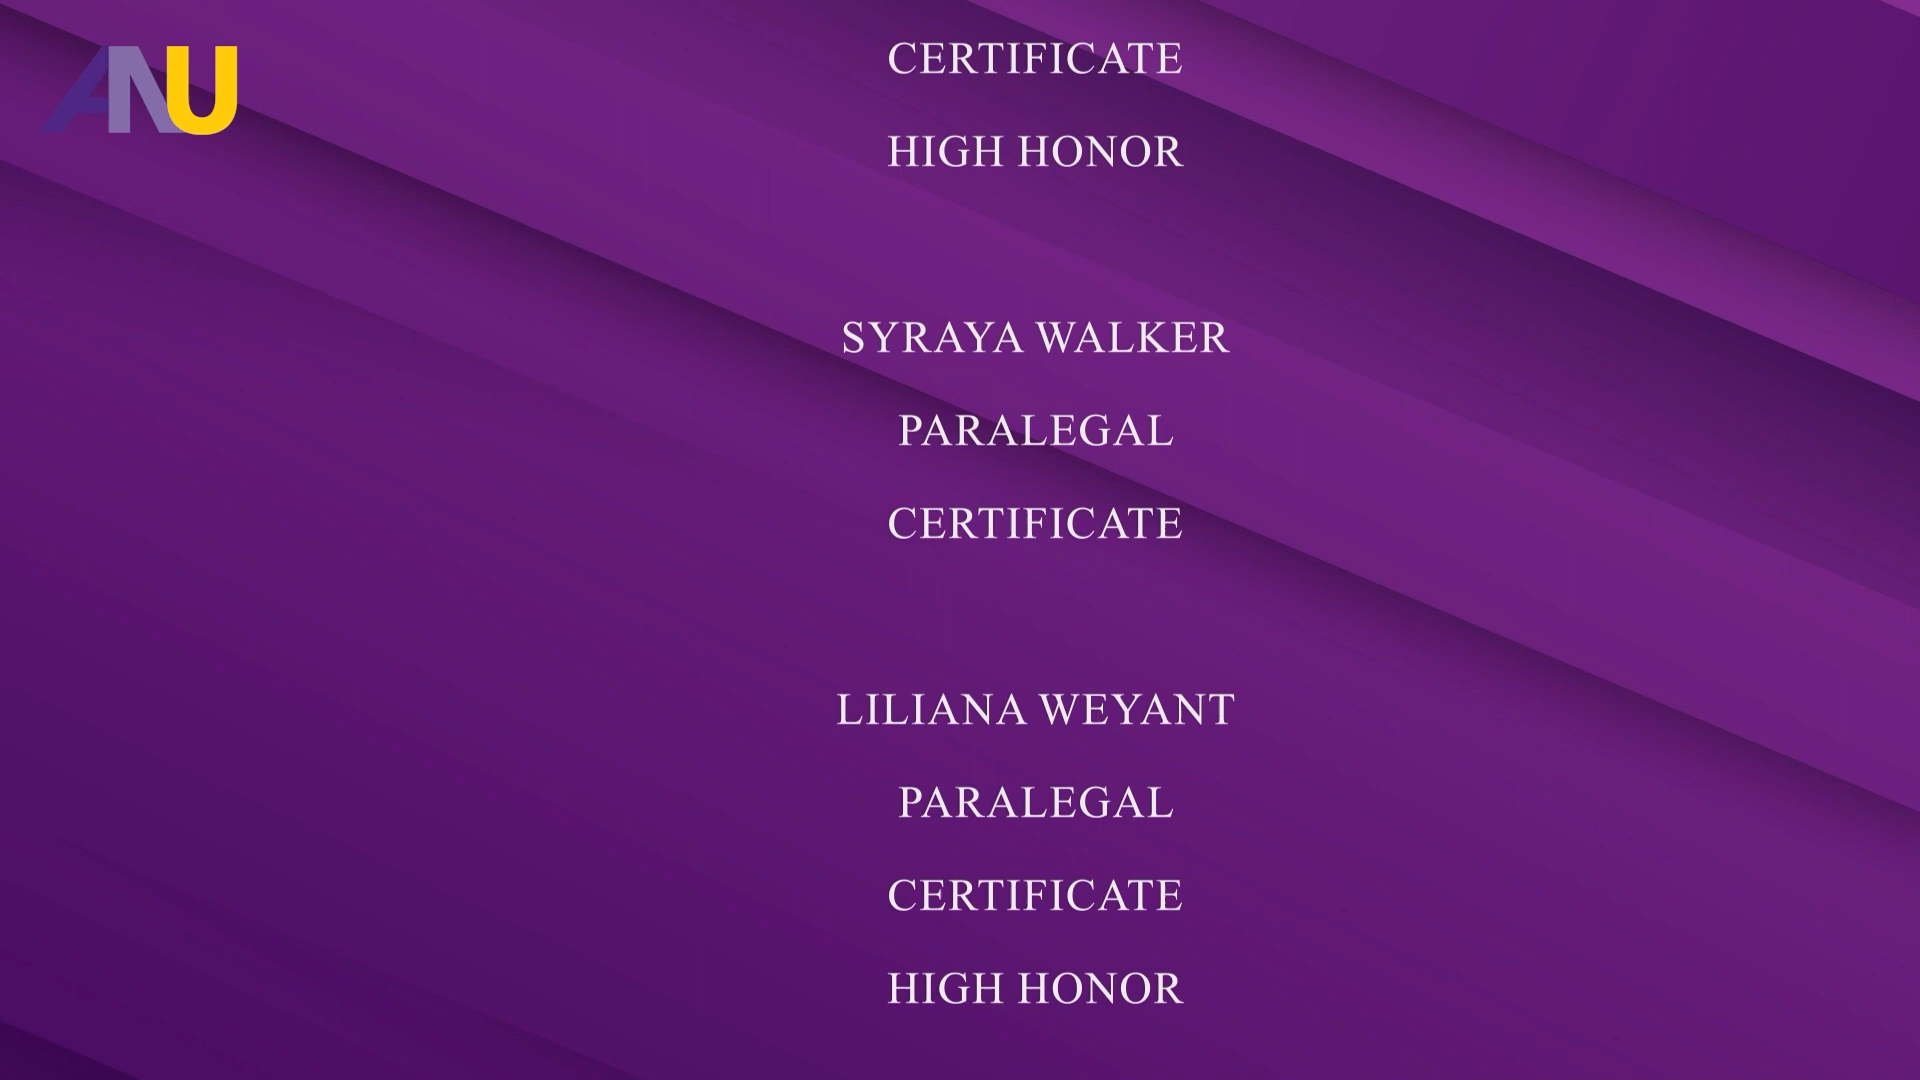 ANU
CERTIFICATE
HIGH HONOR
SYRAYA WALKER
PARALEGAL
CERTIFICATE
LILIANA WEYANT
PARALEGAL
CERTIFICATE
HIGH HONOR